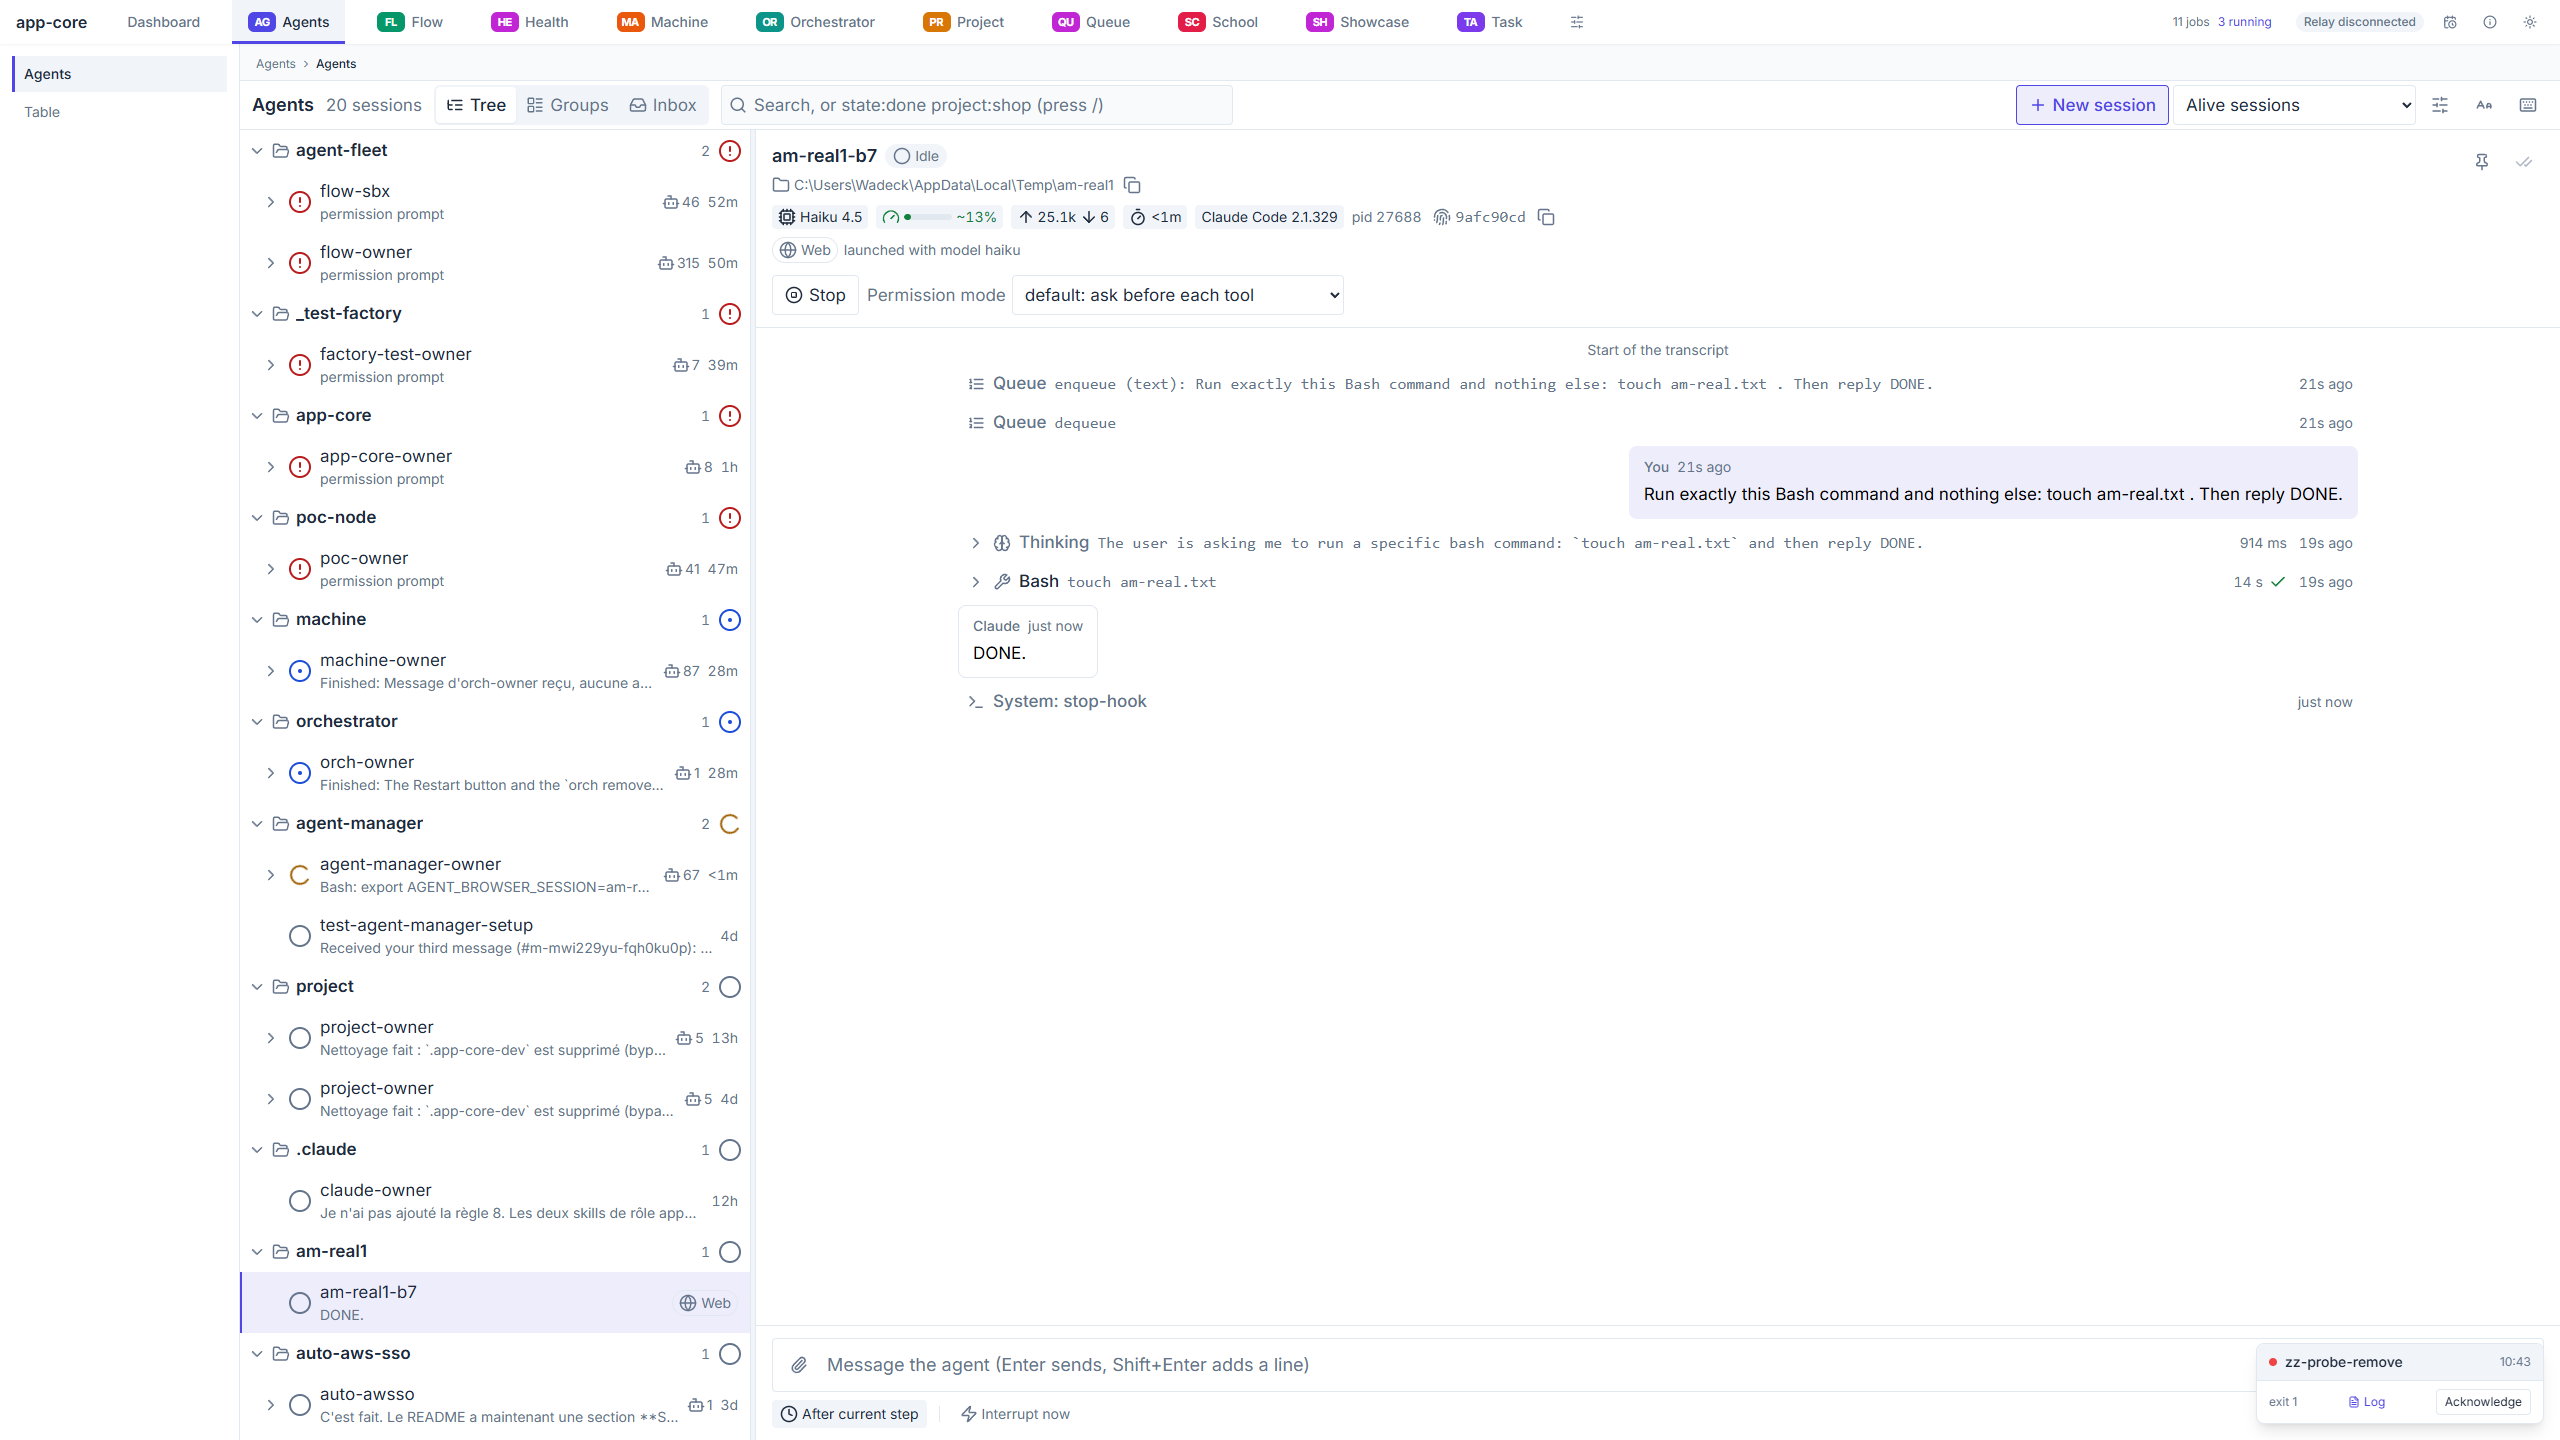 app-core
Dashboard
AG Agents
FL Flow
HE Health
MA Machine
OR Orchestrator
PR Project
QU Queue
SC School
SH Showcase
TA Task
11 jobs 3 running
Relay disconnected
Agents
Table
Agents > Agents
Agents 20 sessions
Tree
Groups
Inbox
Search, or state:done project:shop (press /)
+ New session
Alive sessions
AA
agent-fleet 2
flow-sbx
permission prompt
46 52m
flow-owner
permission prompt
315 50m
_test-factory 1
factory-test-owner
permission prompt
7 39m
app-core 1
app-core-owner
permission prompt
8 1h
poc-node 1
poc-owner
permission prompt
41 47m
machine 1
machine-owner
Finished: Message d'orch-owner reçu, aucune a...
87 28m
orchestrator 1
orch-owner
Finished: The Restart button and the `orch remove...
1 28m
agent-manager 2
agent-manager-owner
Bash: export AGENT_BROWSER_SESSION=am-r...
67 <1m
test-agent-manager-setup
Received your third message (#m-mwi229yu-fqh0ku0p): ...
4d
project 2
project-owner
Nettoyage fait : `.app-core-dev` est supprimé (byp...
5 13h
project-owner
Nettoyage fait : `.app-core-dev` est supprimé (bypa...
5 4d
.claude 1
claude-owner
Je n'ai pas ajouté la règle 8. Les deux skills de rôle app...
12h
am-real1 1
am-real1-b7
DONE.
Web
auto-aws-sso 1
auto-awsso
C'est fait. Le README a maintenant une section **S...
1 3d
am-real1-b7 Idle
C:\Users\Wadeck\AppData\Local\Temp\am-real1
Haiku 4.5 ~13% 25.1k 6 <1m Claude Code 2.1.329 pid 27688 9afc90cd
Web launched with model haiku
Stop Permission mode default: ask before each tool
Start of the transcript
Queue enqueue (text): Run exactly this Bash command and nothing else: touch am-real.txt . Then reply DONE. 21s ago
Queue dequeue 21s ago
You 21s ago
Run exactly this Bash command and nothing else: touch am-real.txt . Then reply DONE.
Thinking The user is asking me to run a specific bash command: `touch am-real.txt` and then reply DONE. 914 ms 19s ago
Bash touch am-real.txt 14 s 19s ago
Claude just now
DONE.
System: stop-hook just now
Message the agent (Enter sends, Shift+Enter adds a line)
After current step
Interrupt now
zz-probe-remove 10:43
exit 1 Log Acknowledge